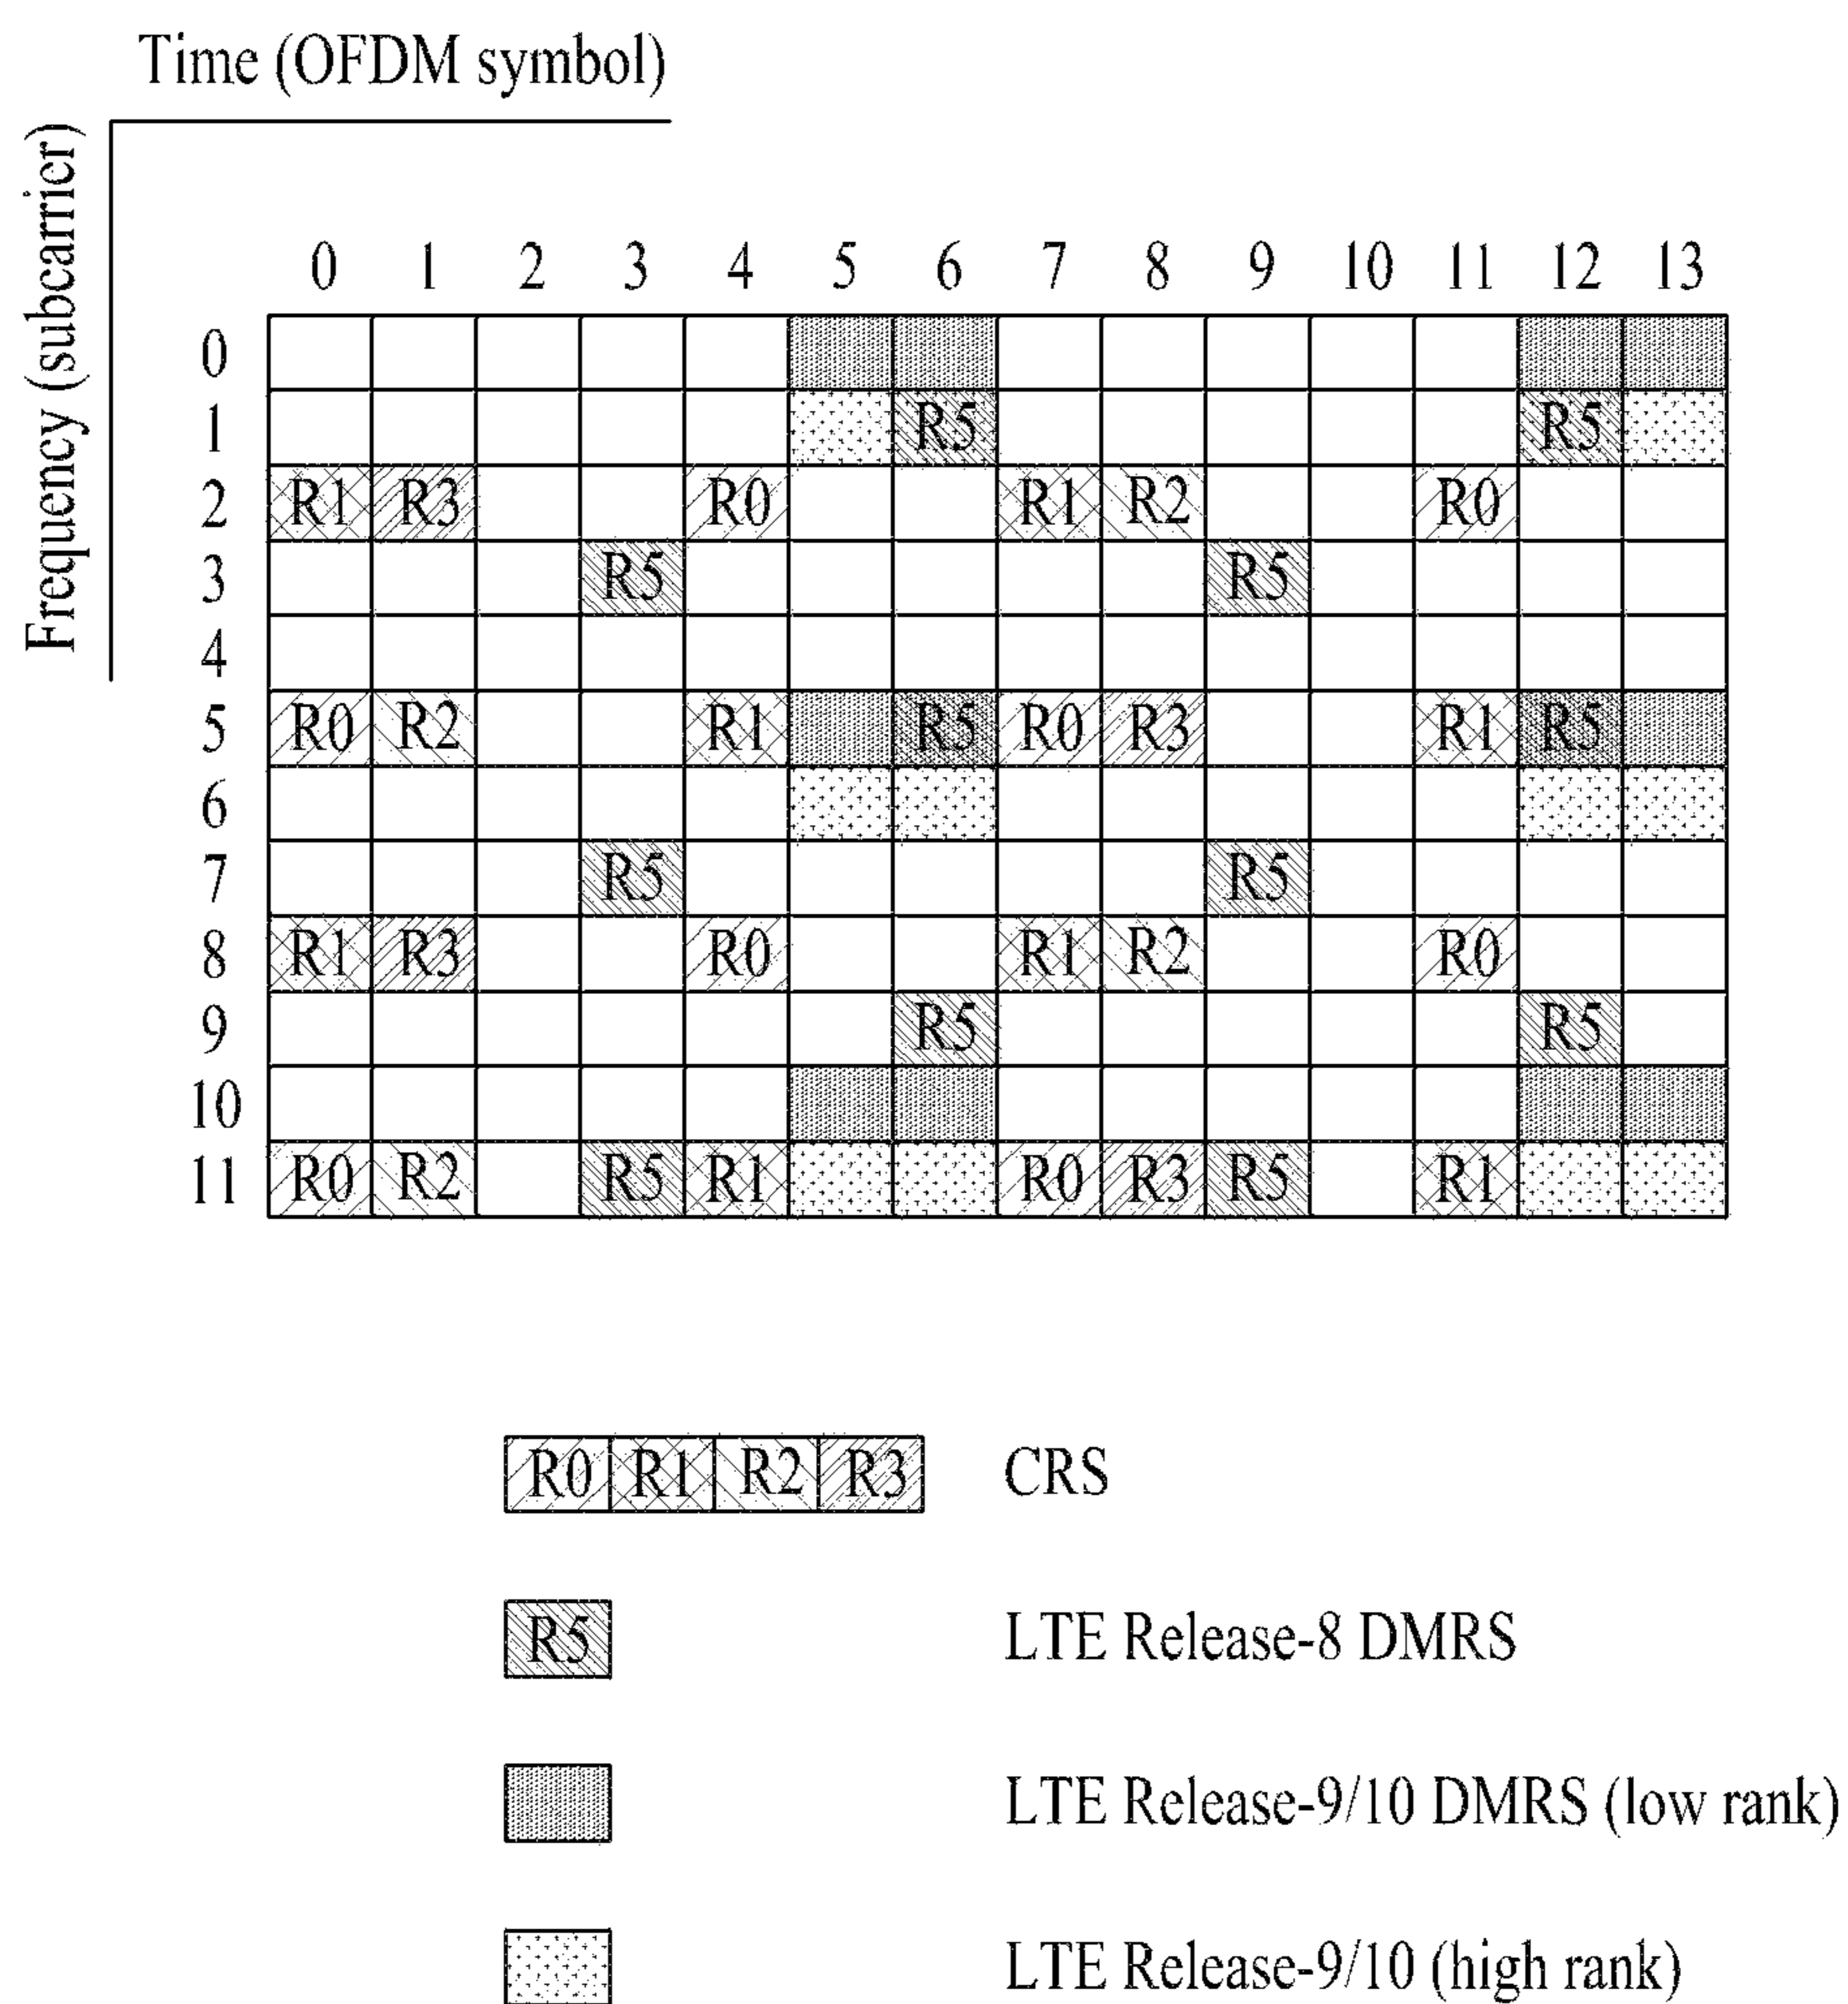 Time (OFDM symbol)
Frequency (subcarrier)
0 1 2 3 4 5 6 7 8 9 10 11 12 13
0
1 R5 R5
2 R1 R3 R0 R1 R2 R0
3 R5 R5
4
5 R0 R2 R1 R5 R0 R3 R1 R5
6
7 R5 R5
8 R1 R3 R0 R1 R2 R0
9 R5 R5
10
11 R0 R2 R5 R1 R0 R3 R5 R1
R0 R1 R2 R3 CRS
R5 LTE Release-8 DMRS
LTE Release-9/10 DMRS (low rank)
LTE Release-9/10 (high rank)